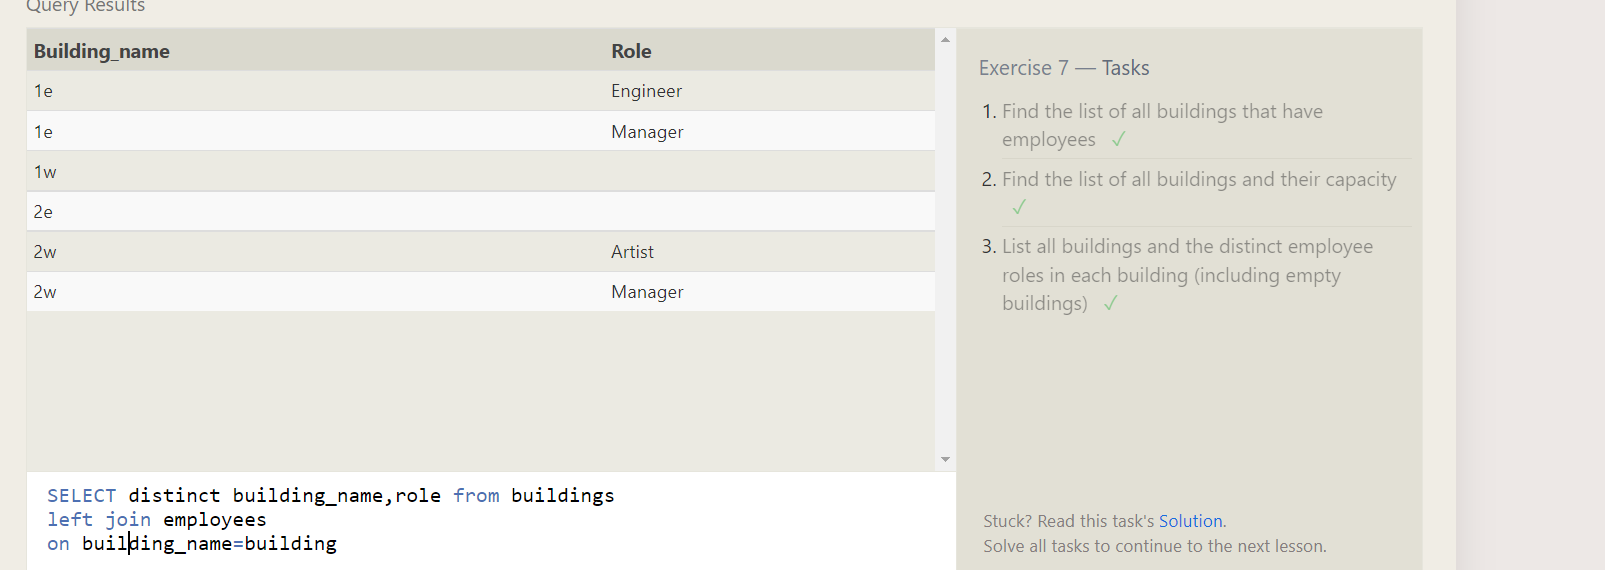 Query Results
Building_name Role
1e Engineer
1e Manager
1w
2e
2w Artist
2w Manager
SELECT distinct building_name,role from buildings
left join employees
on building_name=building
Exercise 7 — Tasks
1. Find the list of all buildings that have
employees ✓
2. Find the list of all buildings and their capacity
✓
3. List all buildings and the distinct employee
roles in each building (including empty
buildings) ✓
Stuck? Read this task's Solution.
Solve all tasks to continue to the next lesson.